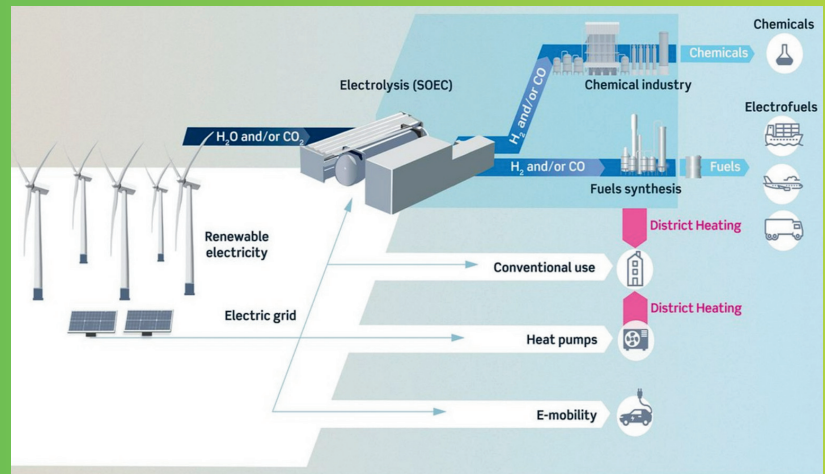 Chemicals
Chemicals
Electrolysis (SOEC)
Chemical industry
H₂ and/or CO
Electrofuels
H₂O and/or CO₂
H₂ and/or CO
Fuels
Fuels synthesis
District Heating
Renewable
electricity
Conventional use
District Heating
Electric grid
Heat pumps
E-mobility